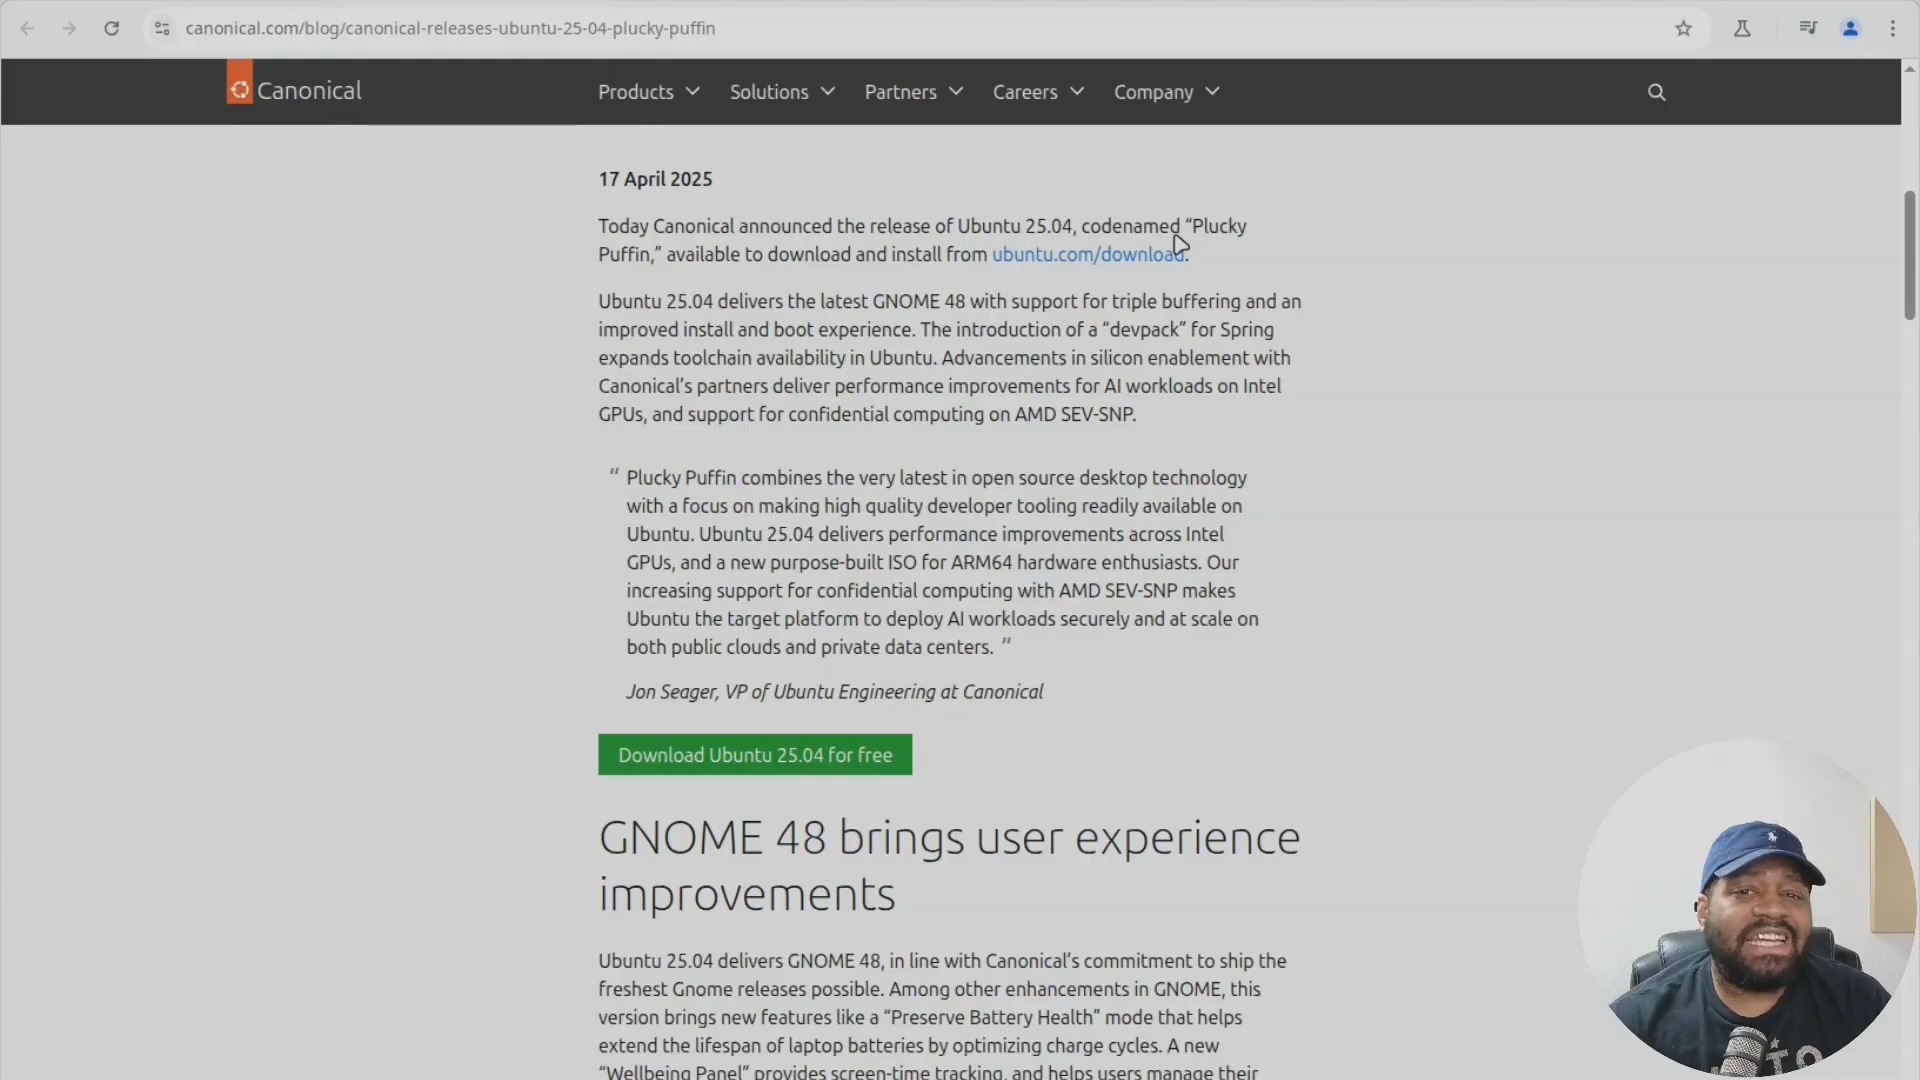 canonical.com/blog/canonical-releases-ubuntu-25-04-plucky-puffin
Canonical
Products
Solutions
Partners
Careers
Company
17 April 2025
Today Canonical announced the release of Ubuntu 25.04, codenamed “Plucky
Puffin,” available to download and install from ubuntu.com/download.
Ubuntu 25.04 delivers the latest GNOME 48 with support for triple buffering and an
improved install and boot experience. The introduction of a “devpack” for Spring
expands toolchain availability in Ubuntu. Advancements in silicon enablement with
Canonical’s partners deliver performance improvements for AI workloads on Intel
GPUs, and support for confidential computing on AMD SEV-SNP.
“ Plucky Puffin combines the very latest in open source desktop technology
with a focus on making high quality developer tooling readily available on
Ubuntu. Ubuntu 25.04 delivers performance improvements across Intel
GPUs, and a new purpose-built ISO for ARM64 hardware enthusiasts. Our
increasing support for confidential computing with AMD SEV-SNP makes
Ubuntu the target platform to deploy AI workloads securely and at scale on
both public clouds and private data centers. ”
Jon Seager, VP of Ubuntu Engineering at Canonical
Download Ubuntu 25.04 for free
GNOME 48 brings user experience
improvements
Ubuntu 25.04 delivers GNOME 48, in line with Canonical’s commitment to ship the
freshest Gnome releases possible. Among other enhancements in GNOME, this
version brings new features like a “Preserve Battery Health” mode that helps
extend the lifespan of laptop batteries by optimizing charge cycles. A new
“Wellbeing Panel” provides screen-time tracking, and helps users manage their